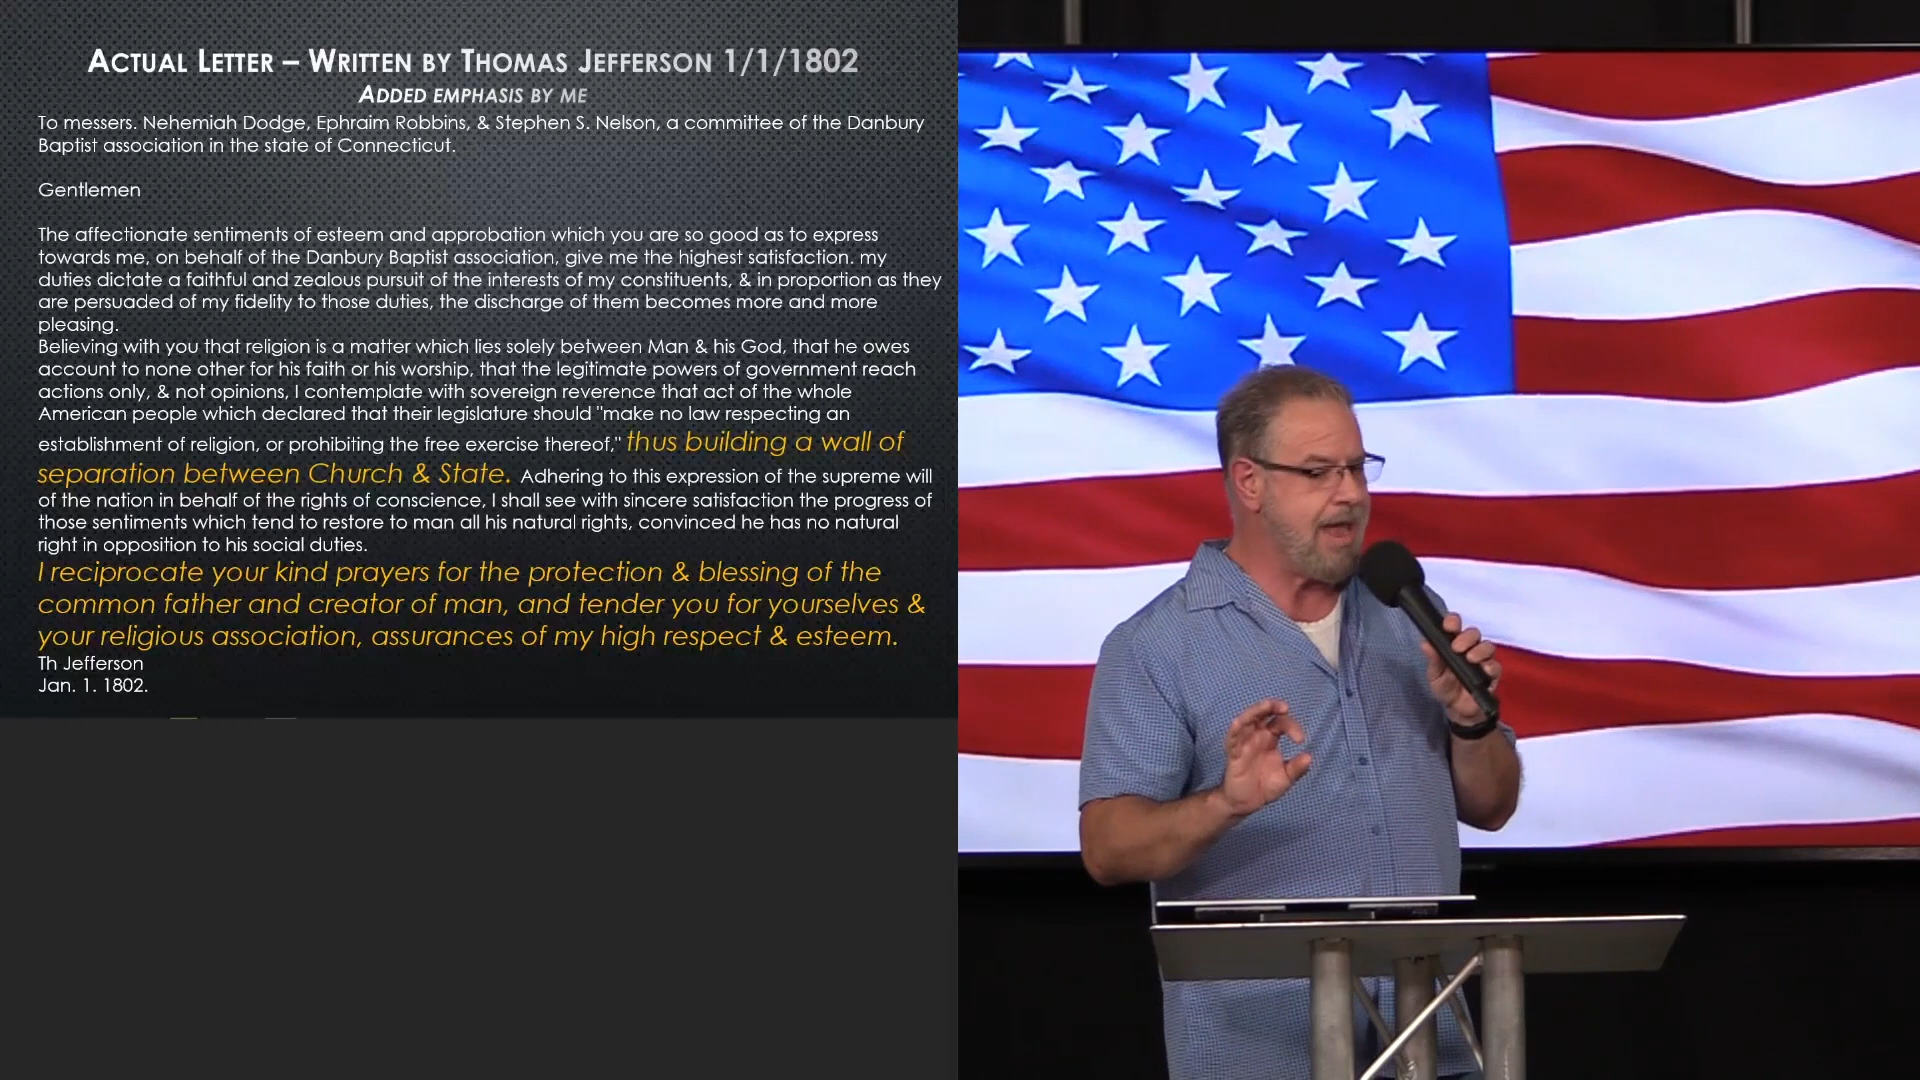 ACTUAL LETTER – WRITTEN BY THOMAS JEFFERSON 1/1/1802
ADDED EMPHASIS BY ME
To messers. Nehemiah Dodge, Ephraim Robbins, & Stephen S. Nelson, a committee of the Danbury
Baptist association in the state of Connecticut.
Gentlemen
The affectionate sentiments of esteem and approbation which you are so good as to express
towards me, on behalf of the Danbury Baptist association, give me the highest satisfaction. my
duties dictate a faithful and zealous pursuit of the interests of my constituents, & in proportion as they
are persuaded of my fidelity to those duties, the discharge of them becomes more and more
pleasing.
Believing with you that religion is a matter which lies solely between Man & his God, that he owes
account to none other for his faith or his worship, that the legitimate powers of government reach
actions only, & not opinions, I contemplate with sovereign reverence that act of the whole
American people which declared that their legislature should "make no law respecting an
establishment of religion, or prohibiting the free exercise thereof," thus building a wall of
separation between Church & State. Adhering to this expression of the supreme will
of the nation in behalf of the rights of conscience, I shall see with sincere satisfaction the progress of
those sentiments which tend to restore to man all his natural rights, convinced he has no natural
right in opposition to his social duties.
I reciprocate your kind prayers for the protection & blessing of the
common father and creator of man, and tender you for yourselves &
your religious association, assurances of my high respect & esteem.
Th Jefferson
Jan. 1. 1802.